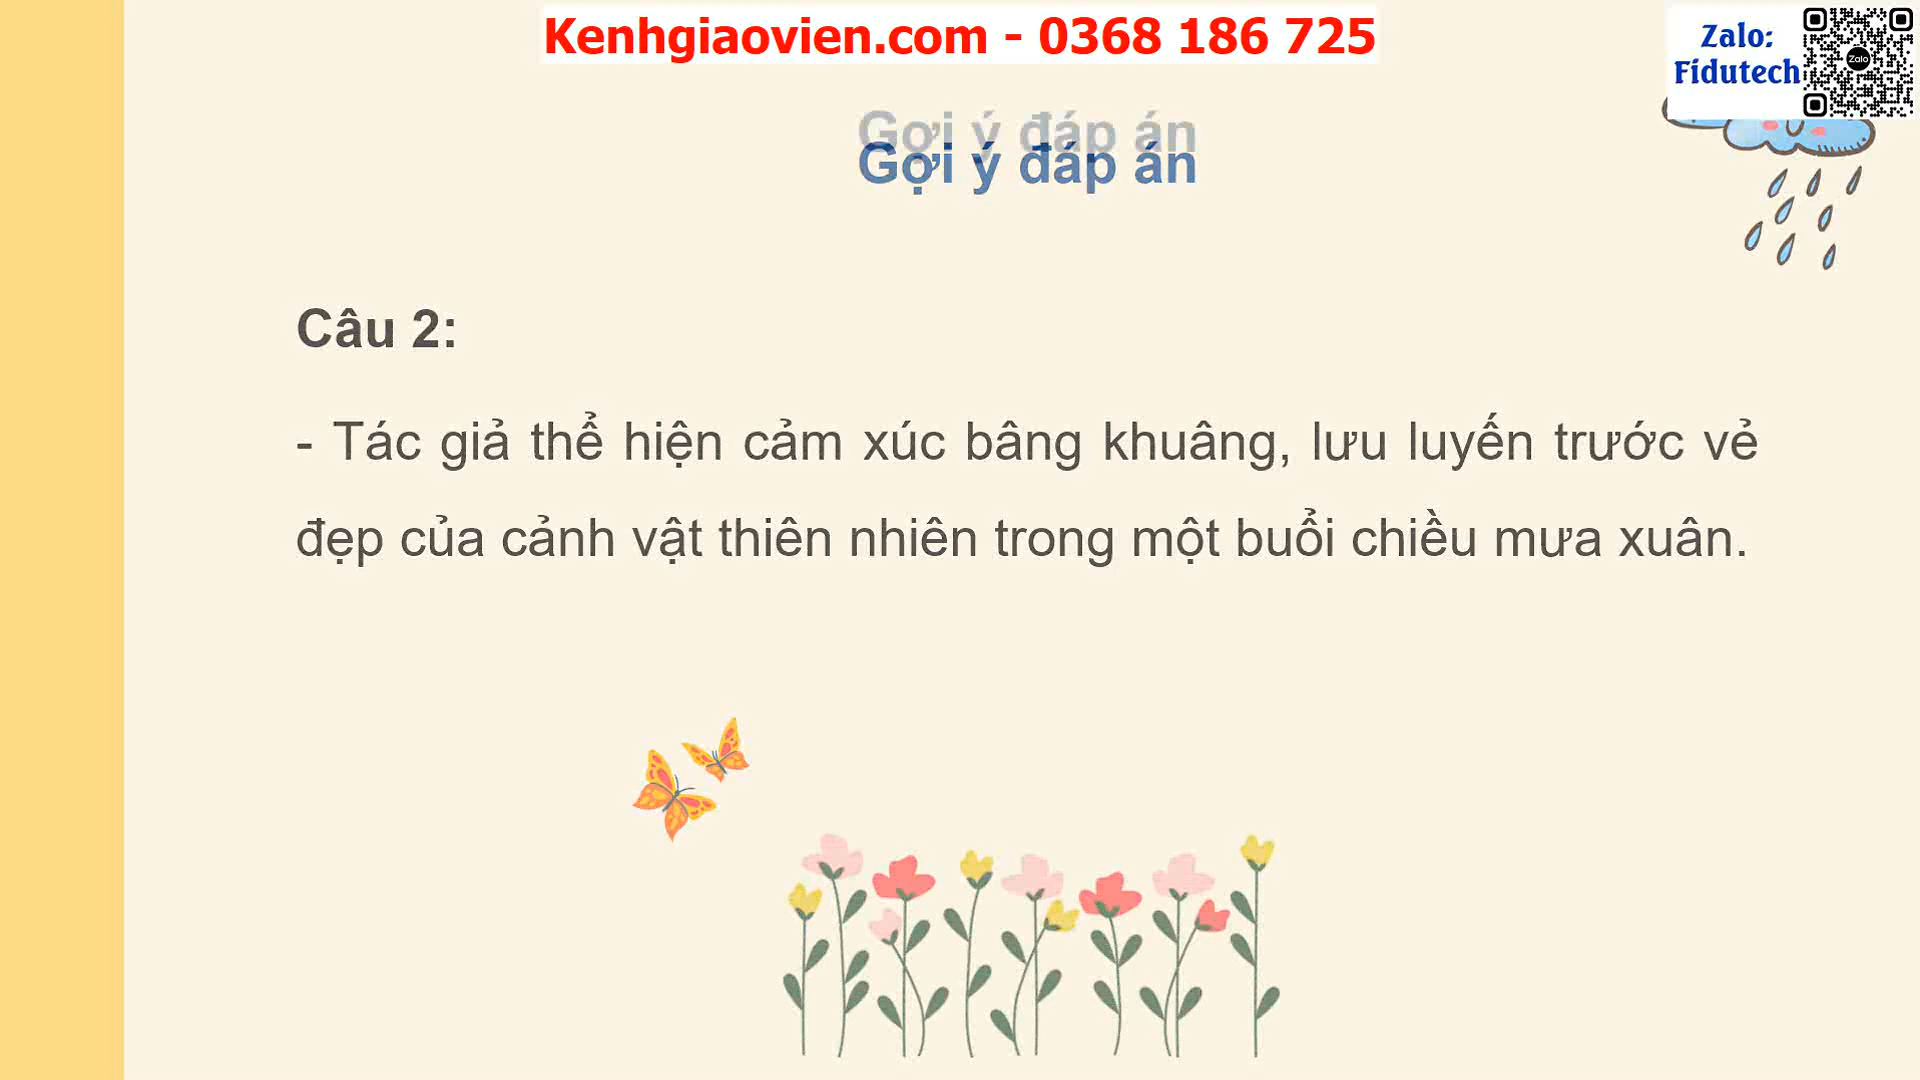 Kenhgiaovien.com - 0368 186 725
Zalo:
Fidutech
Zalo
Gợi ý đáp án
Gợi ý đáp án
Câu 2:
- Tác giả thể hiện cảm xúc bâng khuâng, lưu luyến trước vẻ
đẹp của cảnh vật thiên nhiên trong một buổi chiều mưa xuân.